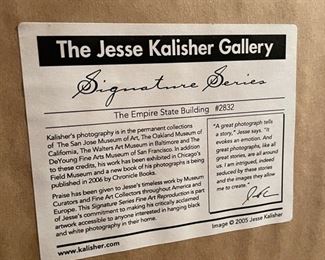 The Jesse Kalisher Gallery
Signature Series
The Empire State Building #2832
Kalisher's photography is in the permanent collections
of The San Jose Museum of Art, The Oakland Museum of
California, The Walters Art Museum in Baltimore and The
DeYoung Fine Arts Museum of San Francisco. In addition
to these credits, his work has been exhibited in Chicago's
Field Museum and a new book of his photographs is being
published in 2006 by Chronicle Books.
Praise has been given to Jesse's timeless work by Museum
Curators and Fine Art Collectors throughout America and
Europe. This Signature Series Fine Art Reproduction is part
of Jesse's commitment to making his critically acclaimed
artwork accessible to anyone interested in hanging black
and white photography in their home.
www.kalisher.com
"A great photograph tells
a story," Jesse says. "It
evokes an emotion. And
great photographs, like all
great stories, are all around
us. I am intrigued, indeed
seduced by these stories
and the images they allow
me to create."
Image © 2005 Jesse Kalisher